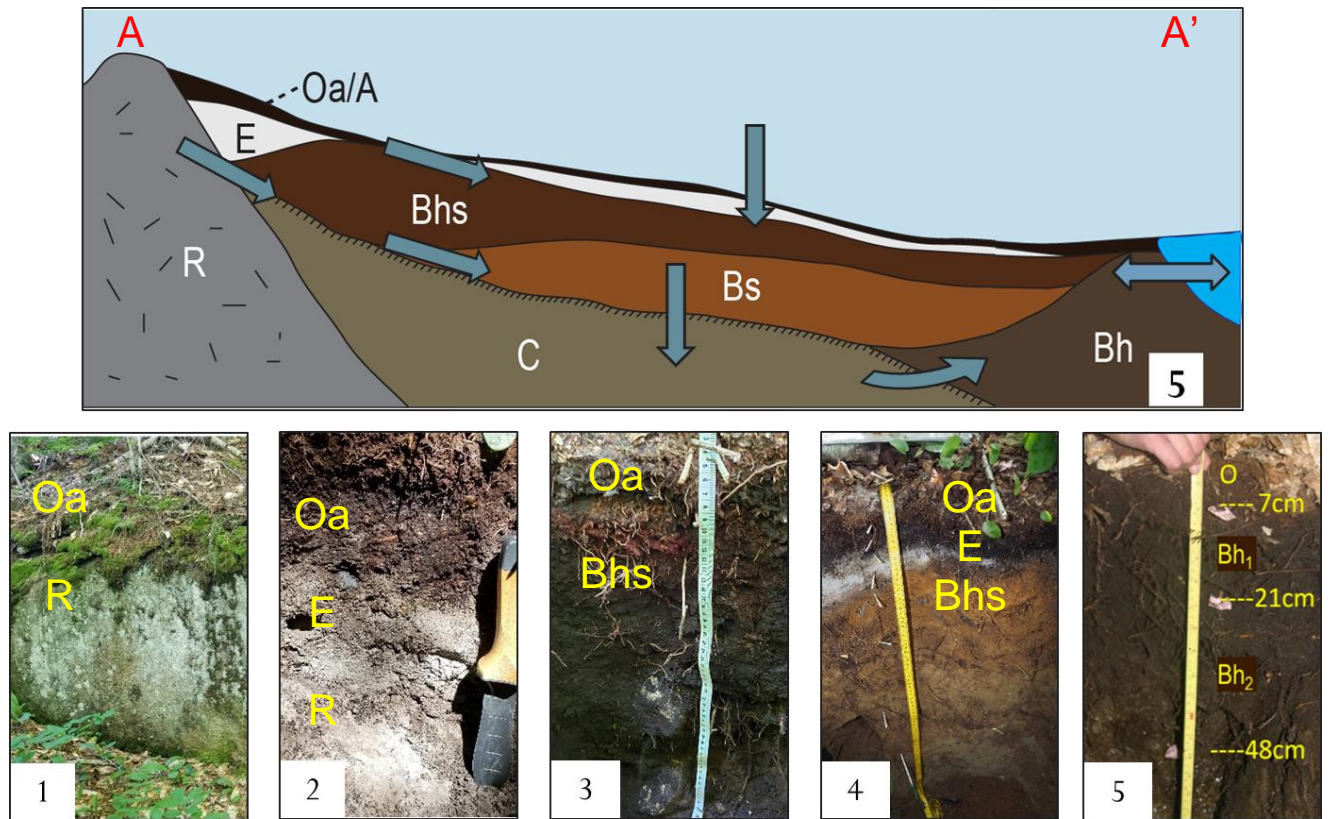 A
A’
Oa/A
E
Bhs
R
Bs
C
Bh
5
Oa
R
1
Oa
E
R
2
Oa
Bhs
3
Oa
E
Bhs
4
O
----7cm
Bh₁
----21cm
Bh₂
----48cm
5